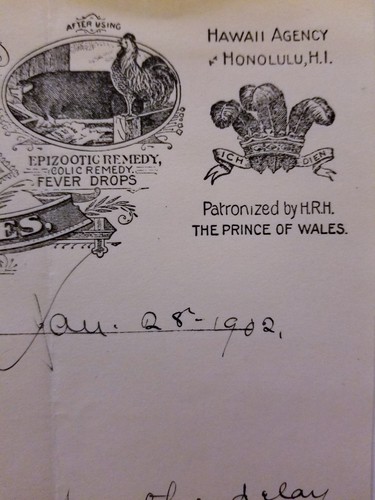 AFTER USING
EPIZOOTIC REMEDY,
COLIC REMEDY.
FEVER DROPS
ES.
HAWAII AGENCY
HONOLULU, H.I.
ICH DIEN
Patronized by H.R.H.
THE PRINCE OF WALES.
Jan. 28 - 1902.
delay